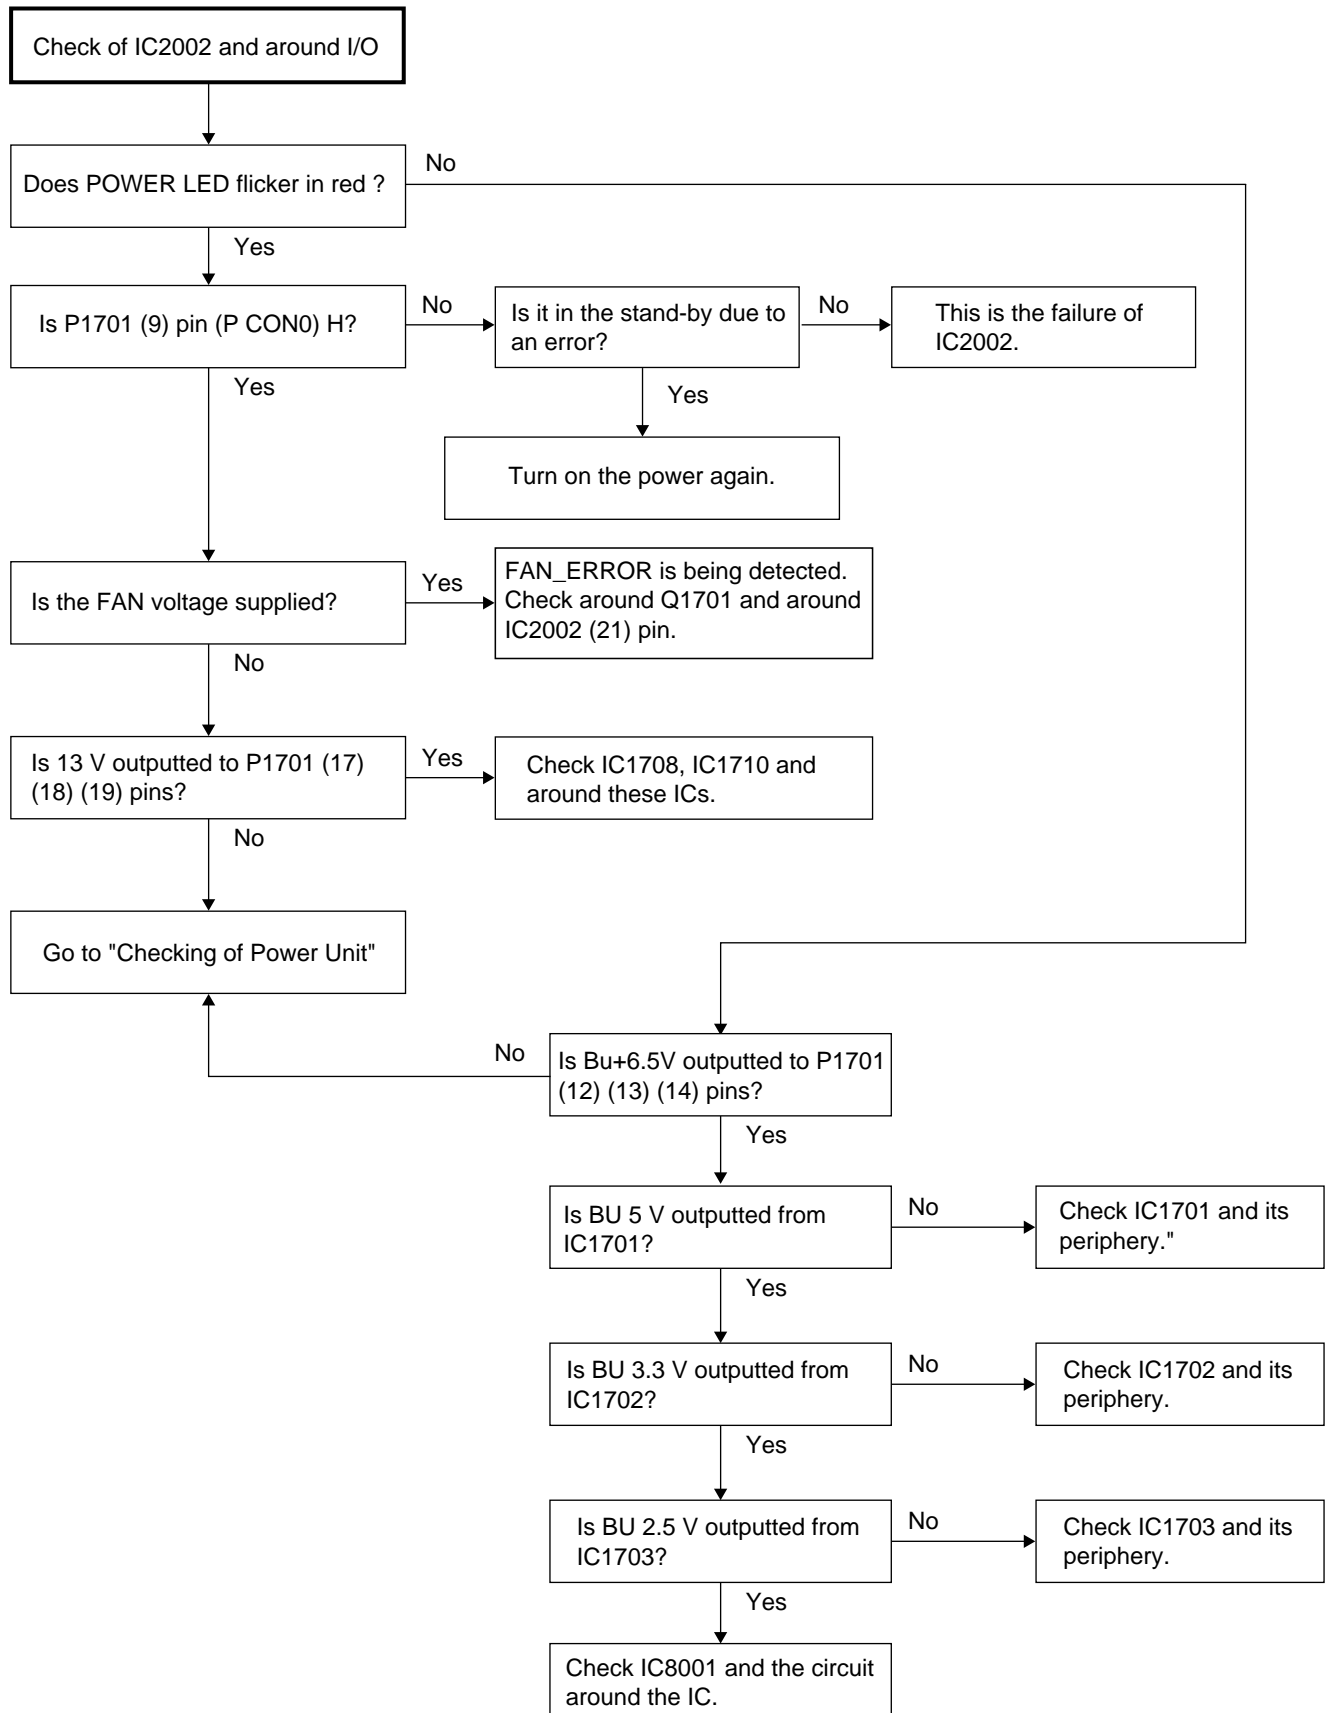 Check of IC2002 and around I/O
No
Does POWER LED flicker in red ?
Yes
Is P1701 (9) pin (P CON0) H?
No
Is it in the stand-by due to
an error?
No
This is the failure of
IC2002.
Yes
Yes
Turn on the power again.
Is the FAN voltage supplied?
Yes
FAN_ERROR is being detected.
Check around Q1701 and around
IC2002 (21) pin.
No
Is 13 V outputted to P1701 (17)
(18) (19) pins?
Yes
Check IC1708, IC1710 and
around these ICs.
No
Go to "Checking of Power Unit"
No
Is Bu+6.5V outputted to P1701
(12) (13) (14) pins?
Yes
Is BU 5 V outputted from
IC1701?
No
Check IC1701 and its
periphery."
Yes
Is BU 3.3 V outputted from
IC1702?
No
Check IC1702 and its
periphery.
Yes
Is BU 2.5 V outputted from
IC1703?
No
Check IC1703 and its
periphery.
Yes
Check IC8001 and the circuit
around the IC.